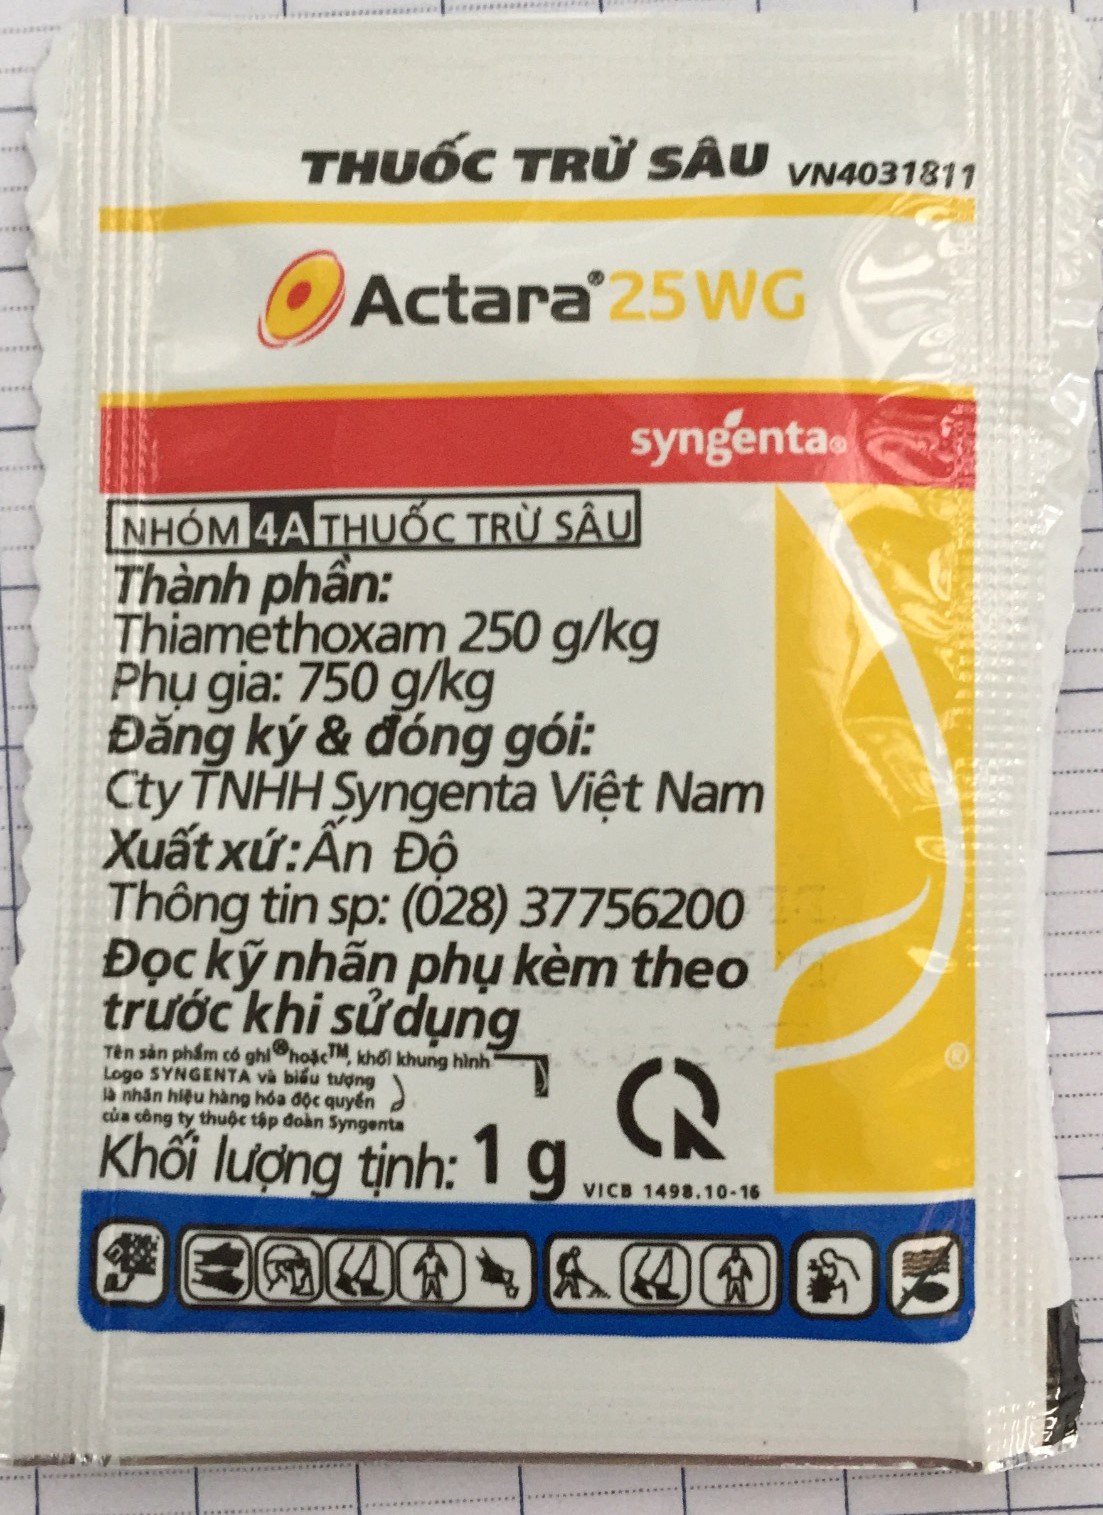 THUỐC TRỪ SÂU VN4031811
Actara® 25WG
syngenta®
NHÓM 4A THUỐC TRỪ SÂU
Thành phần:
Thiamethoxam 250 g/kg
Phụ gia: 750 g/kg
Đăng ký & đóng gói:
Cty TNHH Syngenta Việt Nam
Xuất xứ: Ấn Độ
Thông tin sp: (028) 37756200
Đọc kỹ nhãn phụ kèm theo
trước khi sử dụng
Tên sản phẩm có ghi ® hoặc TM, khối khung hình
Logo SYNGENTA và biểu tượng
là nhãn hiệu hàng hóa độc quyền
của công ty thuộc tập đoàn Syngenta
®
Khối lượng tịnh: 1 g
VICB 1498.10-16